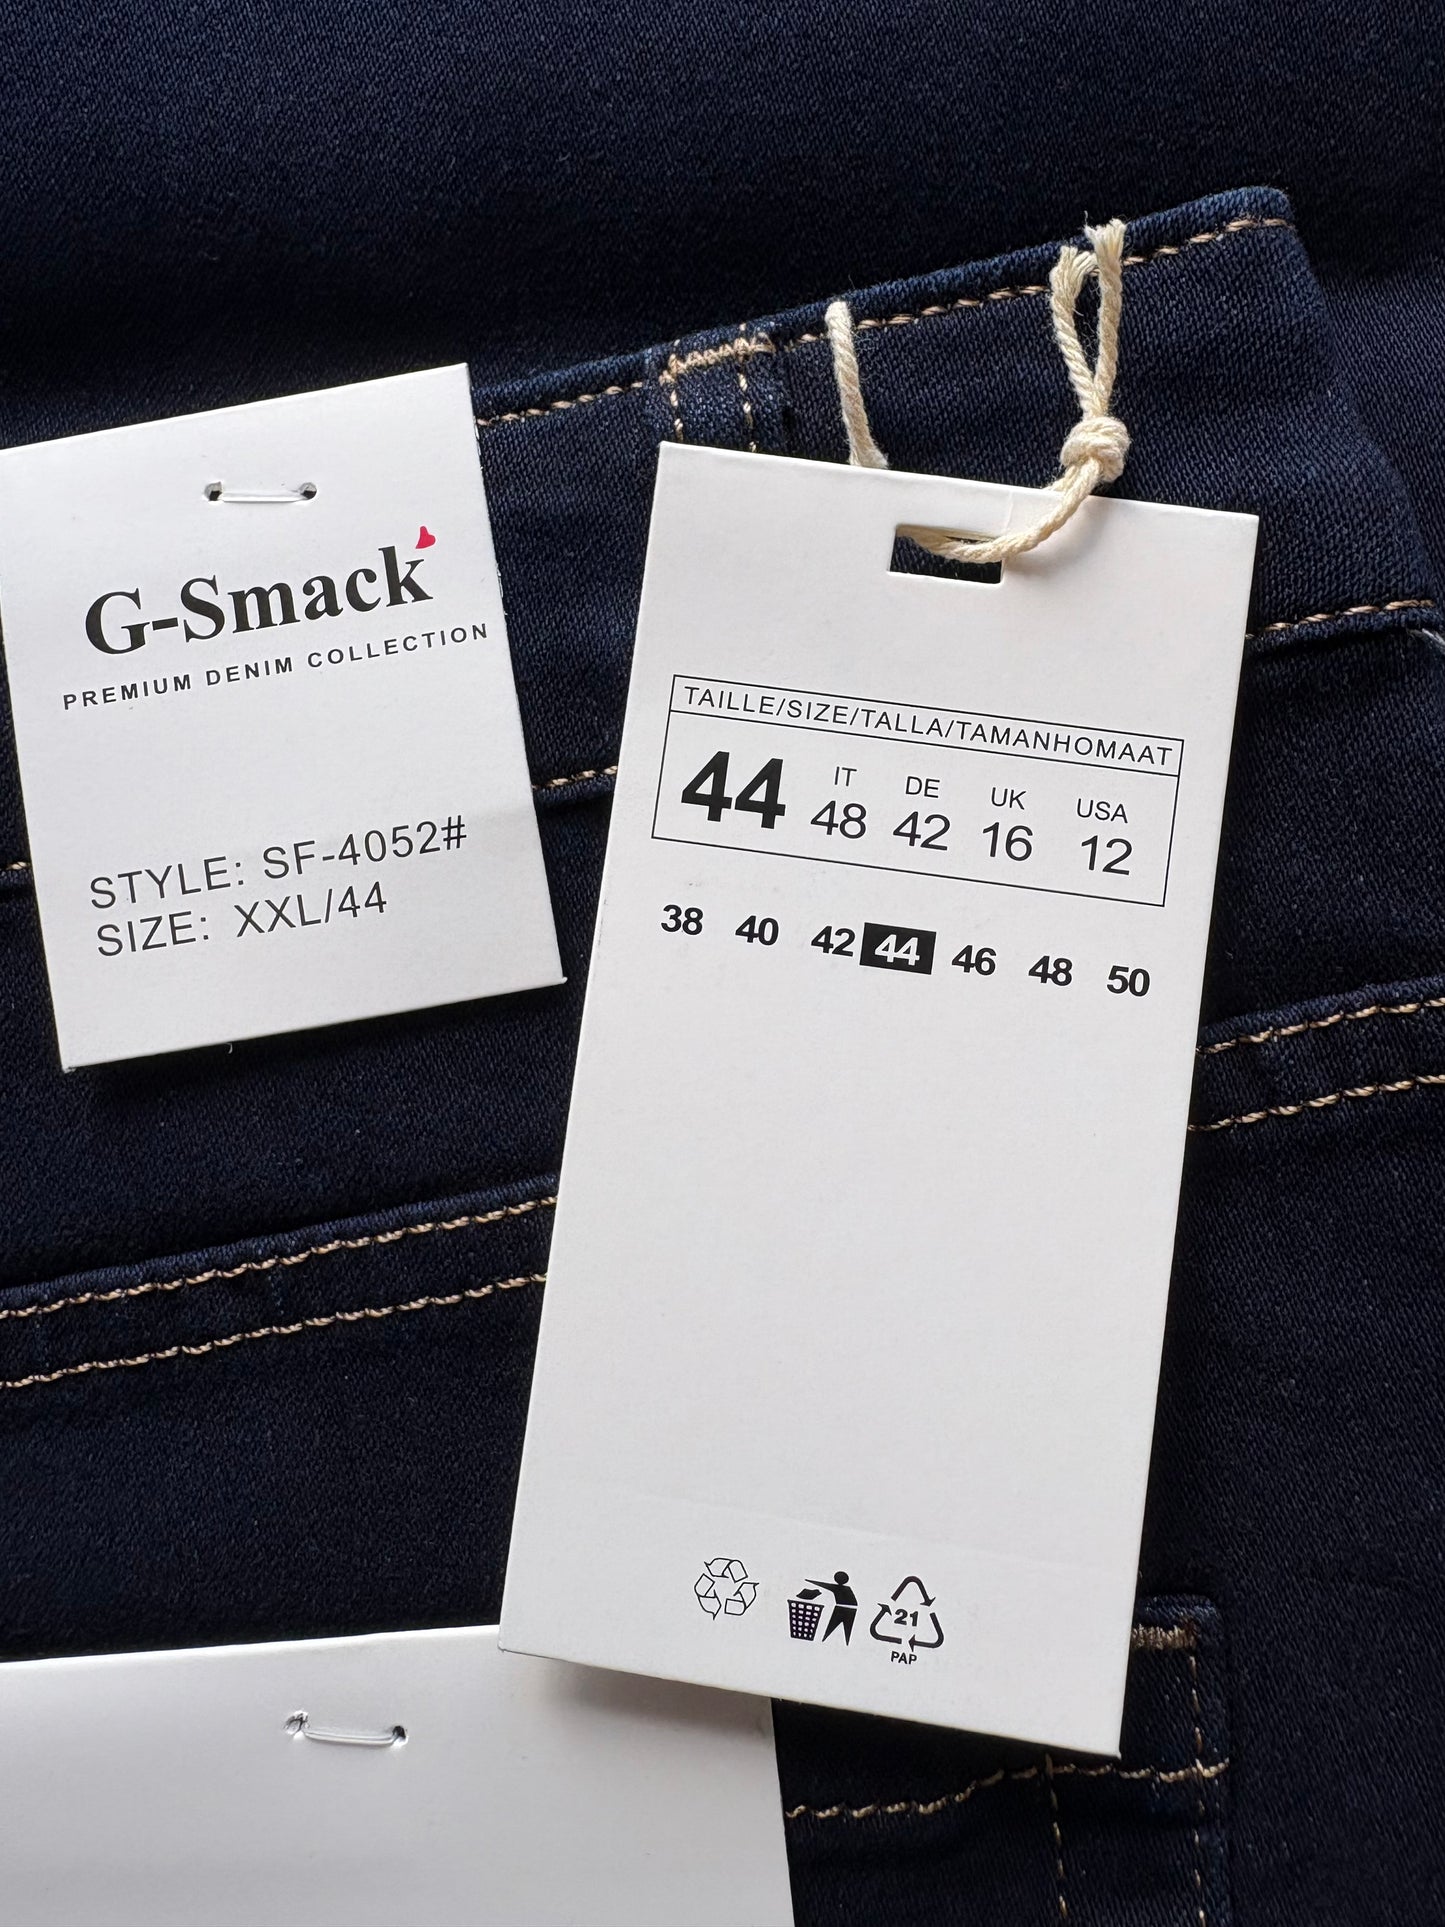 G-Smack
PREMIUM DENIM COLLECTION
STYLE: SF-4052#
SIZE: XXL/44
TAILLE/SIZE/TALLA/TAMANHOMAAT
44 IT 48 DE 42 UK 16 USA 12
38 40 42 44 46 48 50
21
PAP